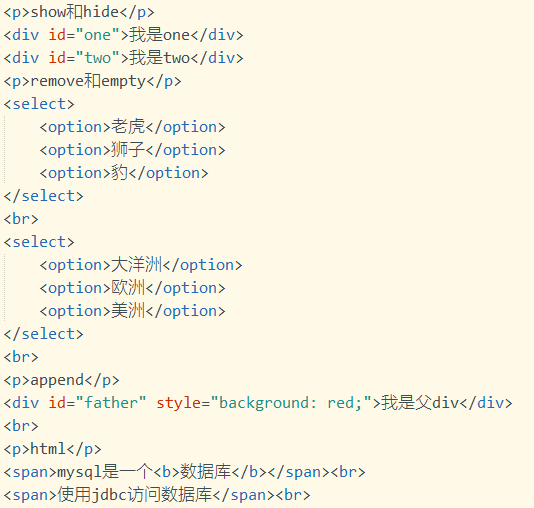 <p>show和hide</p>
<div id="one">我是one</div>
<div id="two">我是two</div>
<p>remove和empty</p>
<select>
    <option>老虎</option>
    <option>狮子</option>
    <option>豹</option>
</select>
<br>
<select>
    <option>大洋洲</option>
    <option>欧洲</option>
    <option>美洲</option>
</select>
<br>
<p>append</p>
<div id="father" style="background: red;">我是父div</div>
<br>
<p>html</p>
<span>mysql是一个<b>数据库</b></span><br>
<span>使用jdbc访问数据库</span><br>